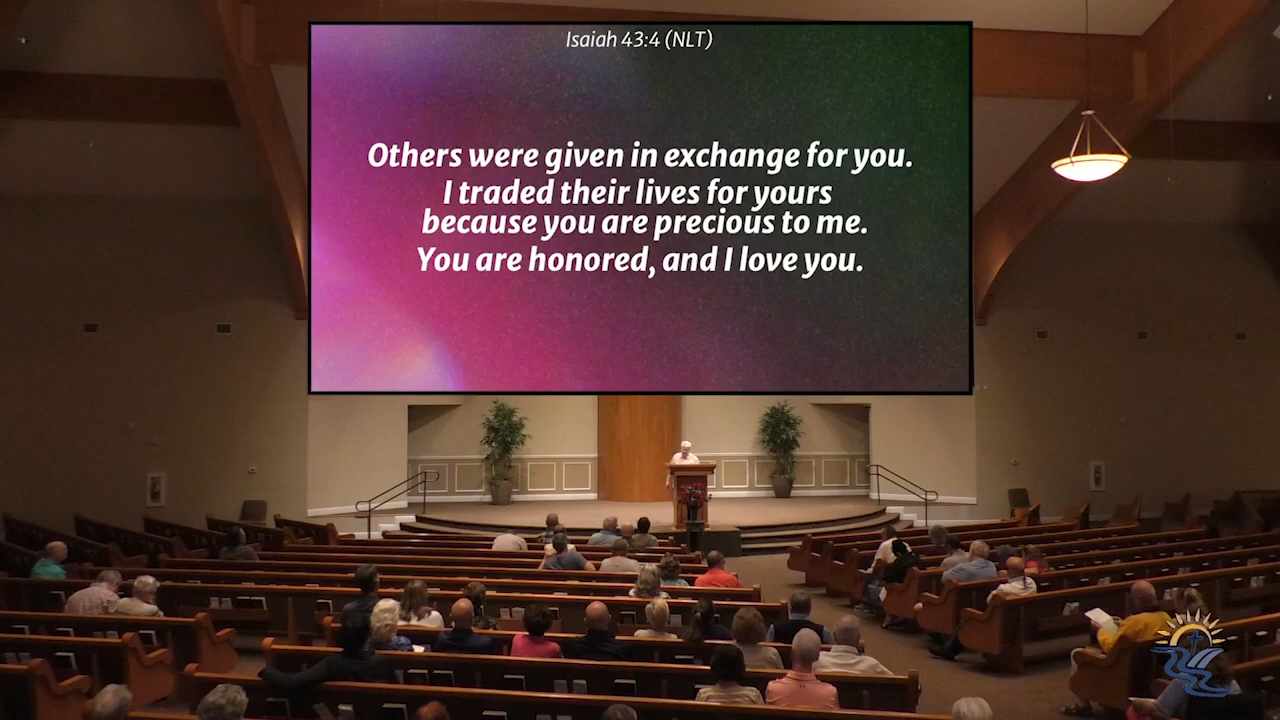 Isaiah 43:4 (NLT)
Others were given in exchange for you.
I traded their lives for yours
because you are precious to me.
You are honored, and I love you.